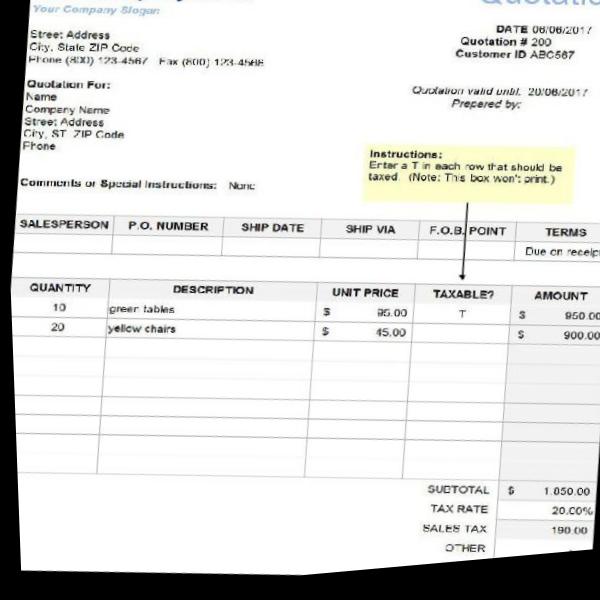 Your Company Slogan
Quotatio
Street Address
City, State ZIP Code
Phone (800) 123-4567 Fax (800) 123-4568
DATE 06/06/2017
Quotation # 200
Customer ID ABC567
Quotation For:
Name
Company Name
Street Address
City, ST ZIP Code
Phone
Quotation valid until: 20/06/2017
Prepared by:
Instructions:
Enter a T in each row that should be
taxed. (Note: This box won't print.)
Comments or Special Instructions: None
SALESPERSON P.O. NUMBER SHIP DATE SHIP VIA F.O.B. POINT TERMS
Due on receip
QUANTITY DESCRIPTION UNIT PRICE TAXABLE? AMOUNT
10 green tables $ 95.00 T $ 950.00
20 yellow chairs $ 45.00 $ 900.00
SUBTOTAL $ 1,850.00
TAX RATE 20.00%
SALES TAX 190.00
OTHER